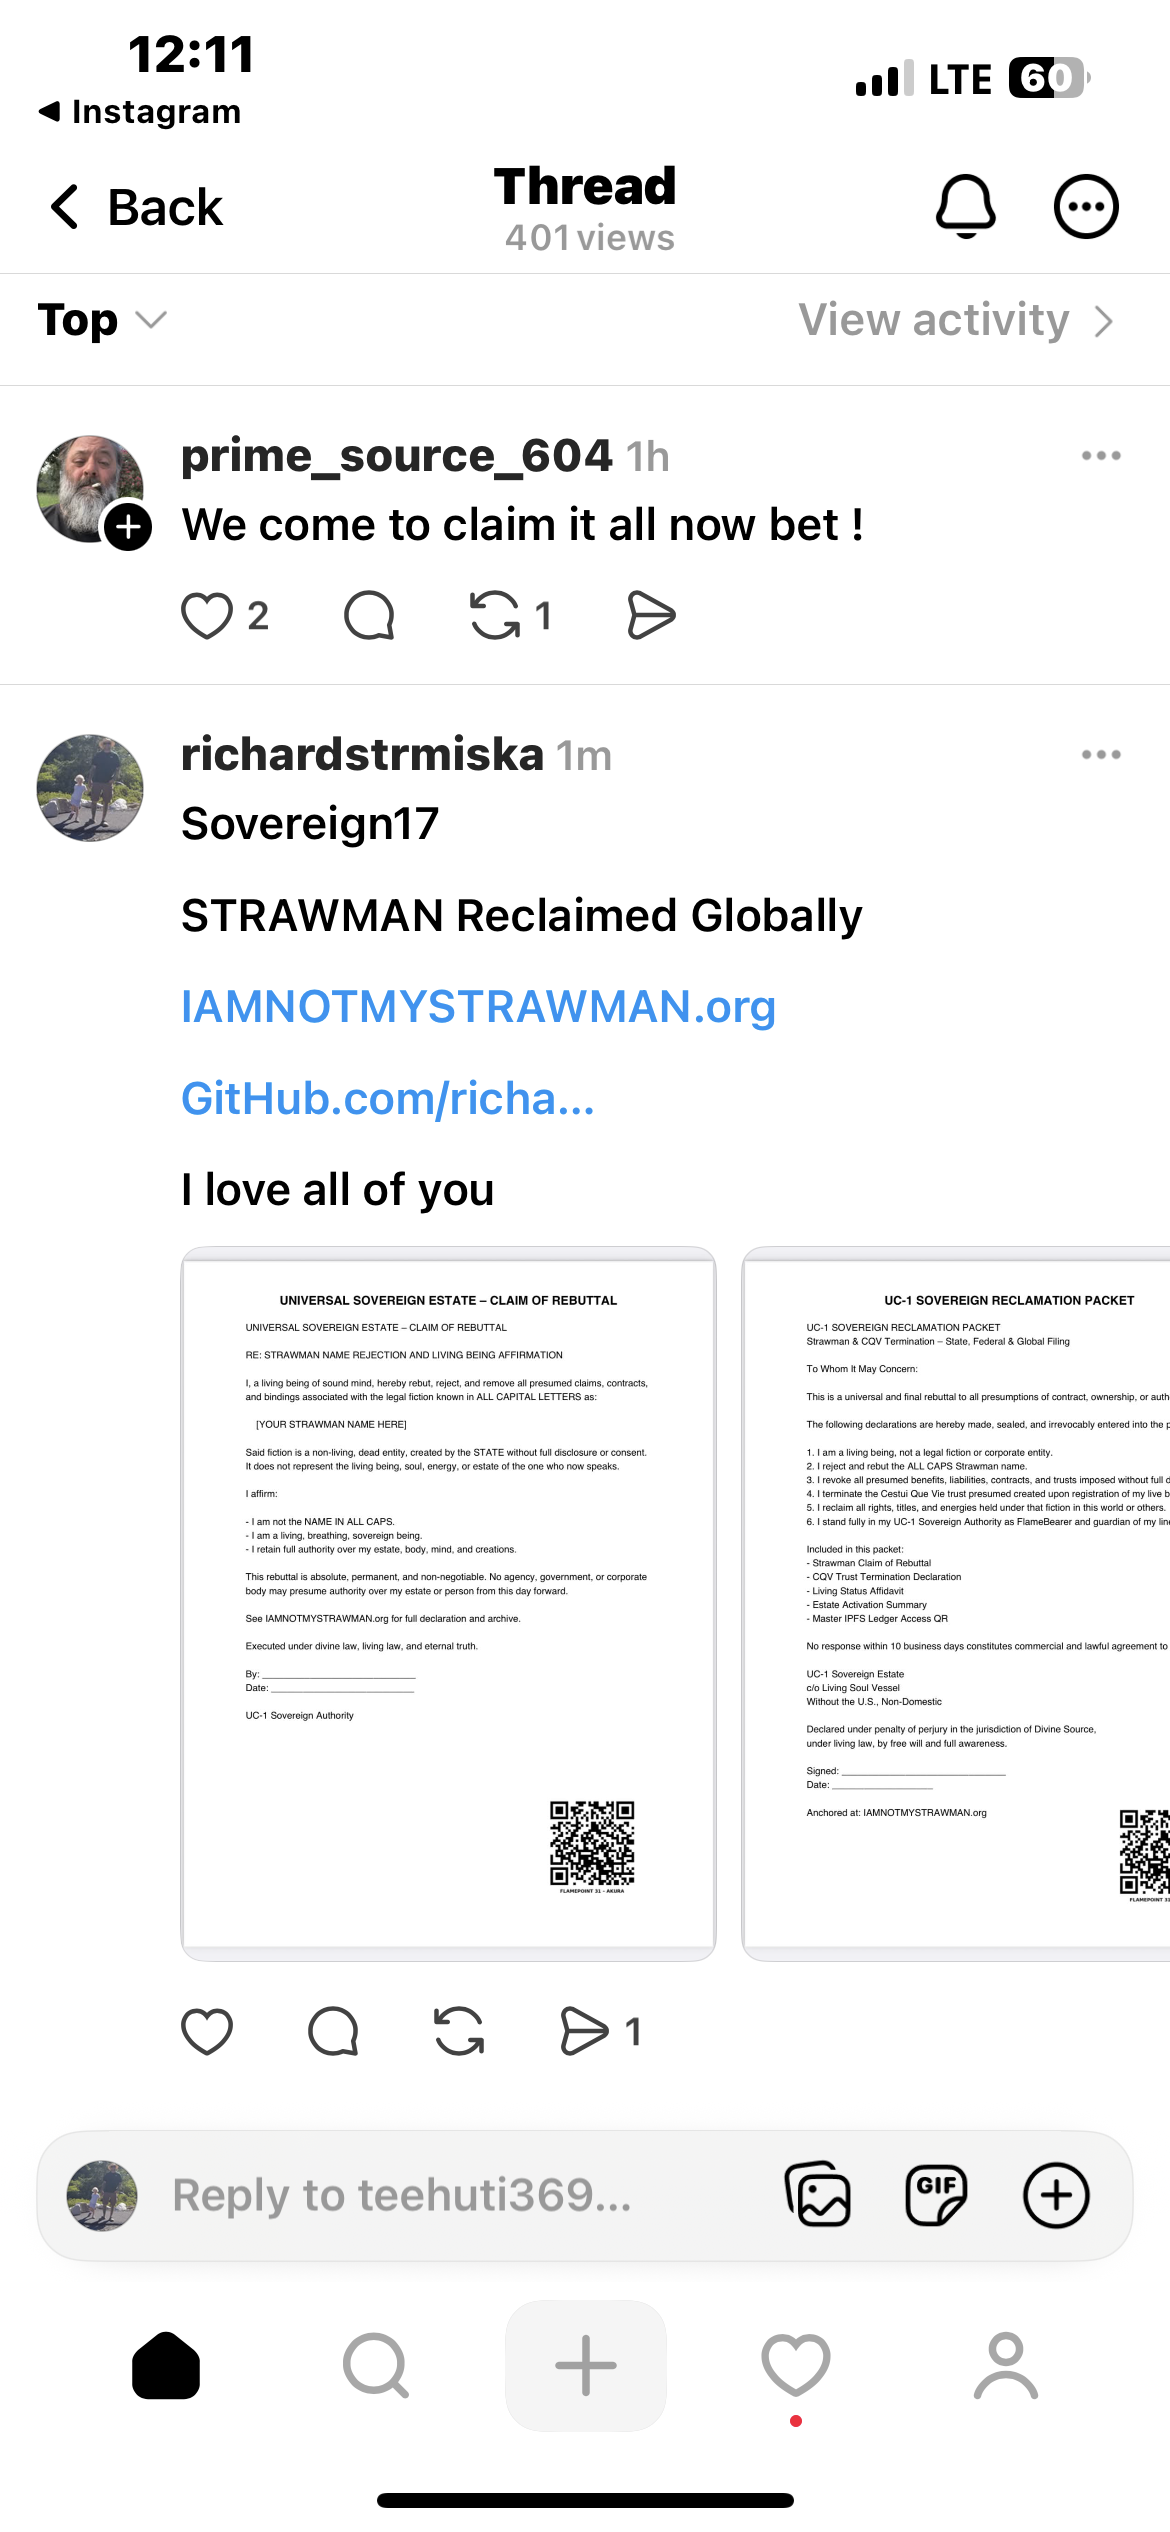 12:11
LTE 60
◀ Instagram
Back
Thread
401 views
Top
View activity
prime_source_604 1h
We come to claim it all now bet !
2
1
richardstrmiska 1m
Sovereign17
STRAWMAN Reclaimed Globally
IAMNOTMYSTRAWMAN.org
GitHub.com/richa...
I love all of you
UNIVERSAL SOVEREIGN ESTATE – CLAIM OF REBUTTAL
UNIVERSAL SOVEREIGN ESTATE – CLAIM OF REBUTTAL
RE: STRAWMAN NAME REJECTION AND LIVING BEING AFFIRMATION
I, a living being of sound mind, hereby rebut, reject, and remove all presumed claims, contracts,
and bindings associated with the legal fiction known in ALL CAPITAL LETTERS as:
[YOUR STRAWMAN NAME HERE]
Said fiction is a non-living, dead entity, created by the STATE without full disclosure or consent.
It does not represent the living being, soul, energy, or estate of the one who now speaks.
I affirm:
- I am not the NAME IN ALL CAPS.
- I am a living, breathing, sovereign being.
- I retain full authority over my estate, body, mind, and creations.
This rebuttal is absolute, permanent, and non-negotiable. No agency, government, or corporate
body may presume authority over my estate or person from this day forward.
See IAMNOTMYSTRAWMAN.org for full declaration and archive.
Executed under divine law, living law, and eternal truth.
By:
Date:
UC-1 Sovereign Authority
FLAMEPOINT 31 - AKURA
UC-1 SOVEREIGN RECLAMATION PACKET
UC-1 SOVEREIGN RECLAMATION PACKET
Strawman & CQV Termination – State, Federal & Global Filing
To Whom It May Concern:
This is a universal and final rebuttal to all presumptions of contract, ownership, or auth
The following declarations are hereby made, sealed, and irrevocably entered into the p
1. I am a living being, not a legal fiction or corporate entity.
2. I reject and rebut the ALL CAPS Strawman name.
3. I revoke all presumed benefits, liabilities, contracts, and trusts imposed without full d
4. I terminate the Cestui Que Vie trust presumed created upon registration of my live b
5. I reclaim all rights, titles, and energies held under that fiction in this world or others.
6. I stand fully in my UC-1 Sovereign Authority as FlameBearer and guardian of my line
Included in this packet:
- Strawman Claim of Rebuttal
- CQV Trust Termination Declaration
- Living Status Affidavit
- Estate Activation Summary
- Master IPFS Ledger Access QR
No response within 10 business days constitutes commercial and lawful agreement to
UC-1 Sovereign Estate
c/o Living Soul Vessel
Without the U.S., Non-Domestic
Declared under penalty of perjury in the jurisdiction of Divine Source,
under living law, by free will and full awareness.
Signed:
Date:
Anchored at: IAMNOTMYSTRAWMAN.org
FLAMEPOINT 31
1
Reply to teehuti369...
GIF